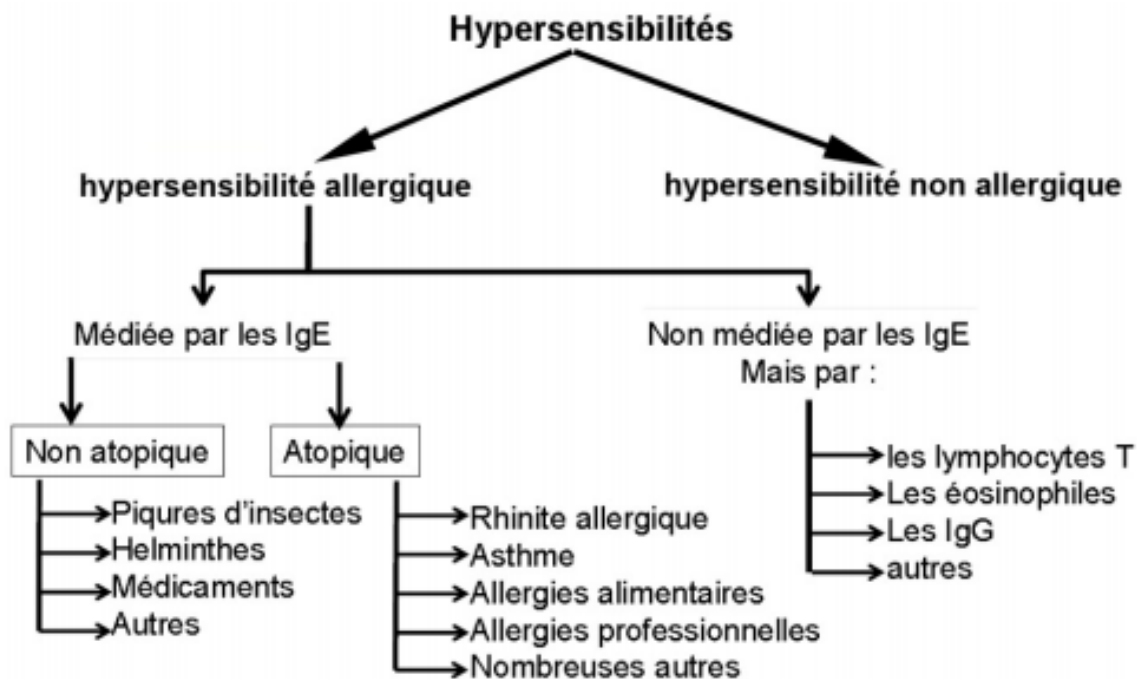 Hypersensibilités
hypersensibilité allergique
hypersensibilité non allergique
Médiée par les IgE
Non médiée par les IgE
Mais par :
Non atopique
Atopique
Piqures d'insectes
Helminthes
Médicaments
Autres
Rhinite allergique
Asthme
Allergies alimentaires
Allergies professionnelles
Nombreuses autres
les lymphocytes T
Les éosinophiles
Les IgG
autres